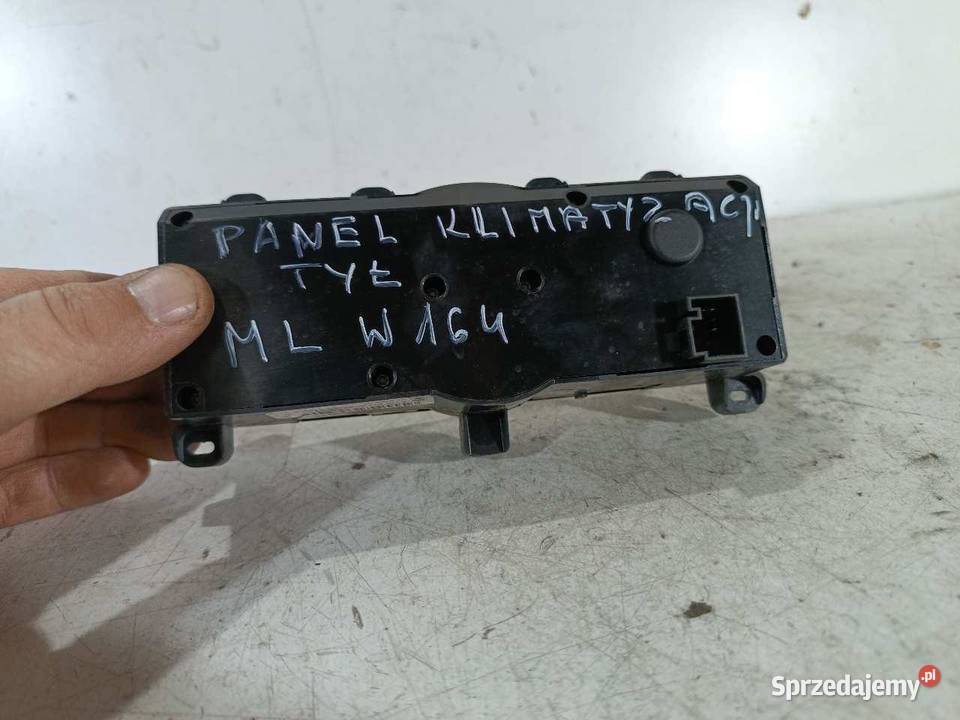 PANEL KLIMATYZACJI
TYŁ
ML W164
Sprzedajemy.pl